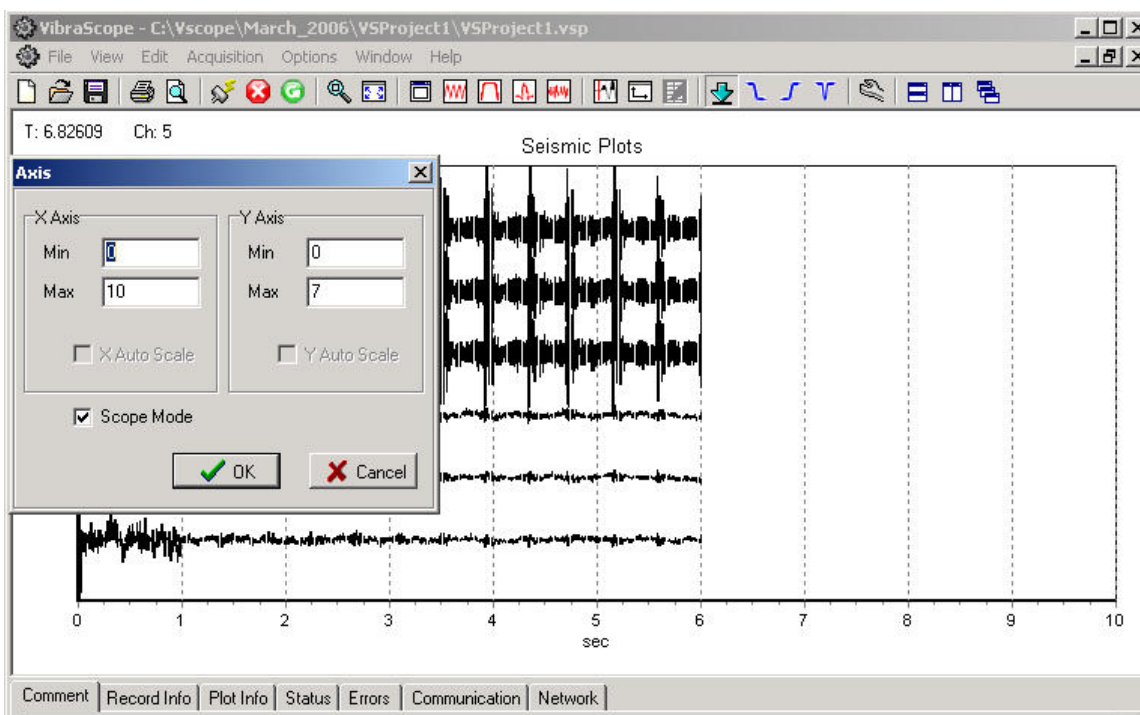 VibraScope - C:\Vscope\March_2006\VSProject1\VSProject1.vsp
File View Edit Acquisition Options Window Help
T: 6.82609 Ch: 5
Seismic Plots
Axis
X Axis
Y Axis
Min 0
Min 0
Max 10
Max 7
X Auto Scale
Y Auto Scale
Scope Mode
OK
Cancel
0 1 2 3 4 5 6 7 8 9 10
sec
Comment Record Info Plot Info Status Errors Communication Network